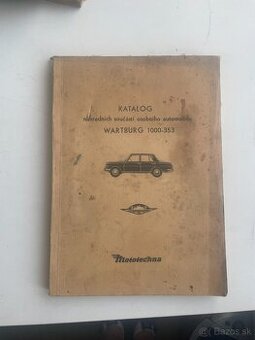 KATALOG
náhradních součástí osobního automobilu
WARTBURG 1000-353
Mototechna
Bazos.sk